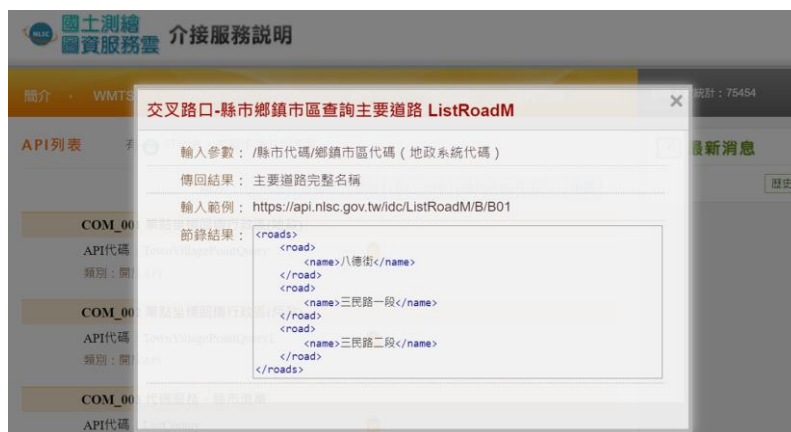 NLSC
國土測繪
圖資服務雲
介接服務說明
簡介
WMTS
統計：75454
API列表
最新消息
交叉路口-縣市鄉鎮市區查詢主要道路 ListRoadM
×
輸入參數： /縣市代碼/鄉鎮市區代碼 ( 地政系統代碼 )
傳回結果： 主要道路完整名稱
輸入範例： https://api.nlsc.gov.tw/idc/ListRoadM/B/B01
節錄結果：
<roads>
<road>
<name>八德街</name>
</road>
<road>
<name>三民路一段</name>
</road>
<road>
<name>三民路二段</name>
</road>
</roads>
COM_001
API代碼
類別：開
COM_002
API代碼
類別：開
COM_003
API代碼